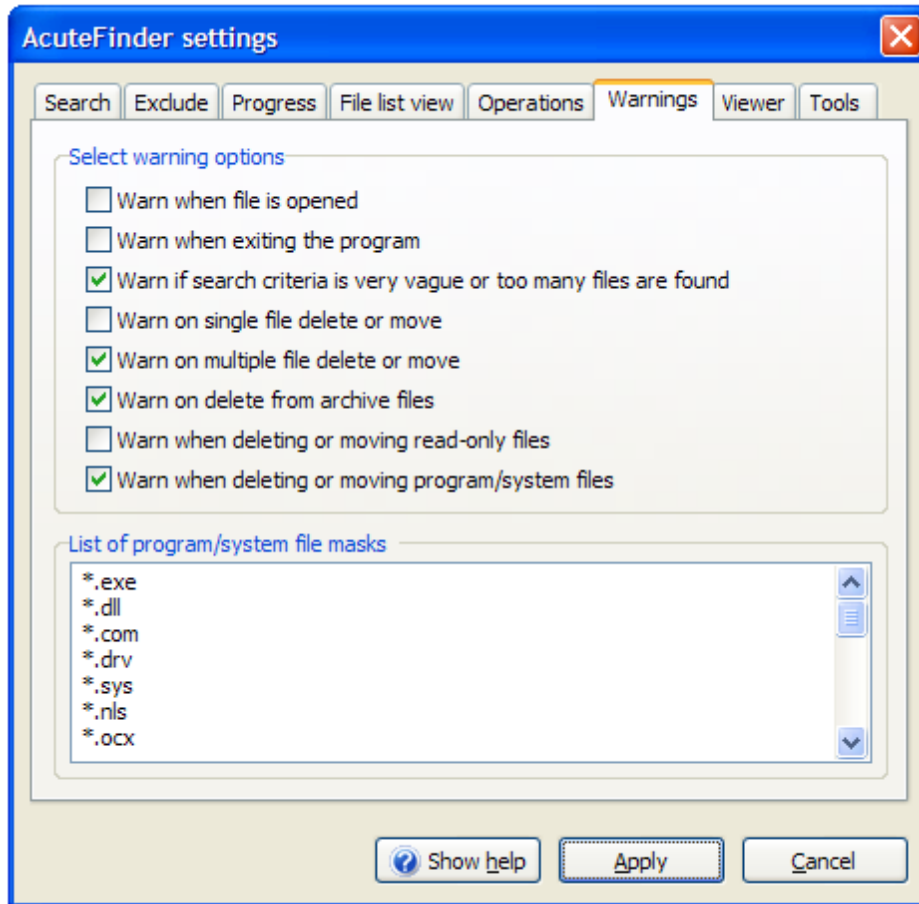 AcuteFinder settings
Search Exclude Progress File list view Operations Warnings Viewer Tools
Select warning options
Warn when file is opened
Warn when exiting the program
Warn if search criteria is very vague or too many files are found
Warn on single file delete or move
Warn on multiple file delete or move
Warn on delete from archive files
Warn when deleting or moving read-only files
Warn when deleting or moving program/system files
List of program/system file masks
*.exe
*.dll
*.com
*.drv
*.sys
*.nls
*.ocx
Show help Apply Cancel